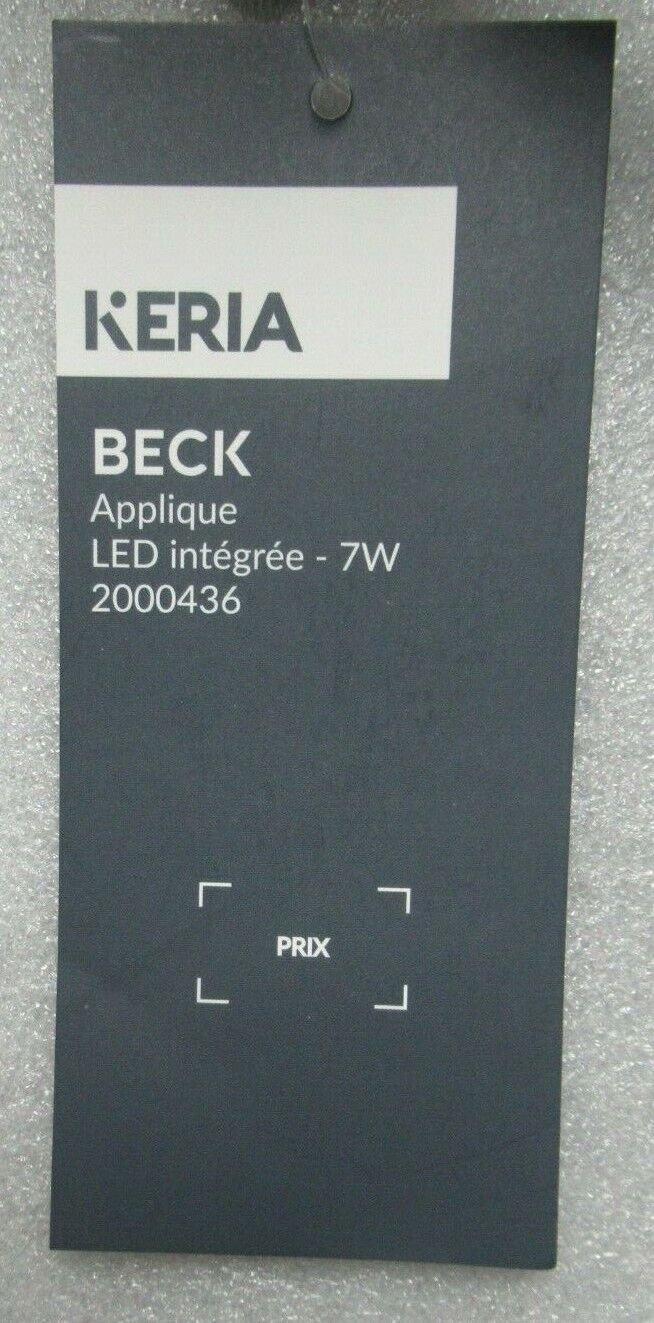 KERIA
BECK
Applique
LED intégrée - 7W
2000436
PRIX